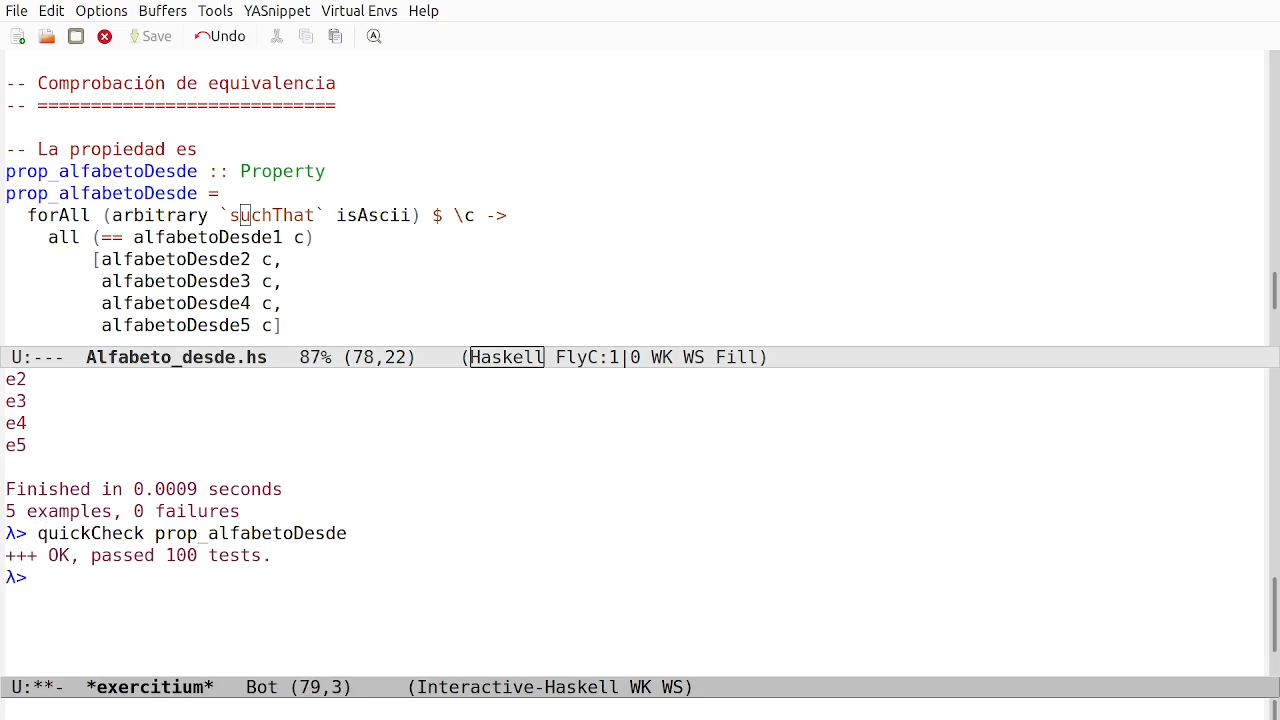 File Edit Options Buffers Tools YASnippet Virtual Envs Help
Save Undo
-- Comprobación de equivalencia
-- ============================
-- La propiedad es
prop_alfabetoDesde :: Property
prop_alfabetoDesde =
  forAll (arbitrary `suchThat` isAscii) $ \c ->
    all (== alfabetoDesde1 c)
        [alfabetoDesde2 c,
         alfabetoDesde3 c,
         alfabetoDesde4 c,
         alfabetoDesde5 c]
U:--- Alfabeto_desde.hs 87% (78,22) (Haskell FlyC:1|0 WK WS Fill)
e2
e3
e4
e5
Finished in 0.0009 seconds
5 examples, 0 failures
λ> quickCheck prop_alfabetoDesde
+++ OK, passed 100 tests.
λ>
U:**- *exercitium* Bot (79,3) (Interactive-Haskell WK WS)